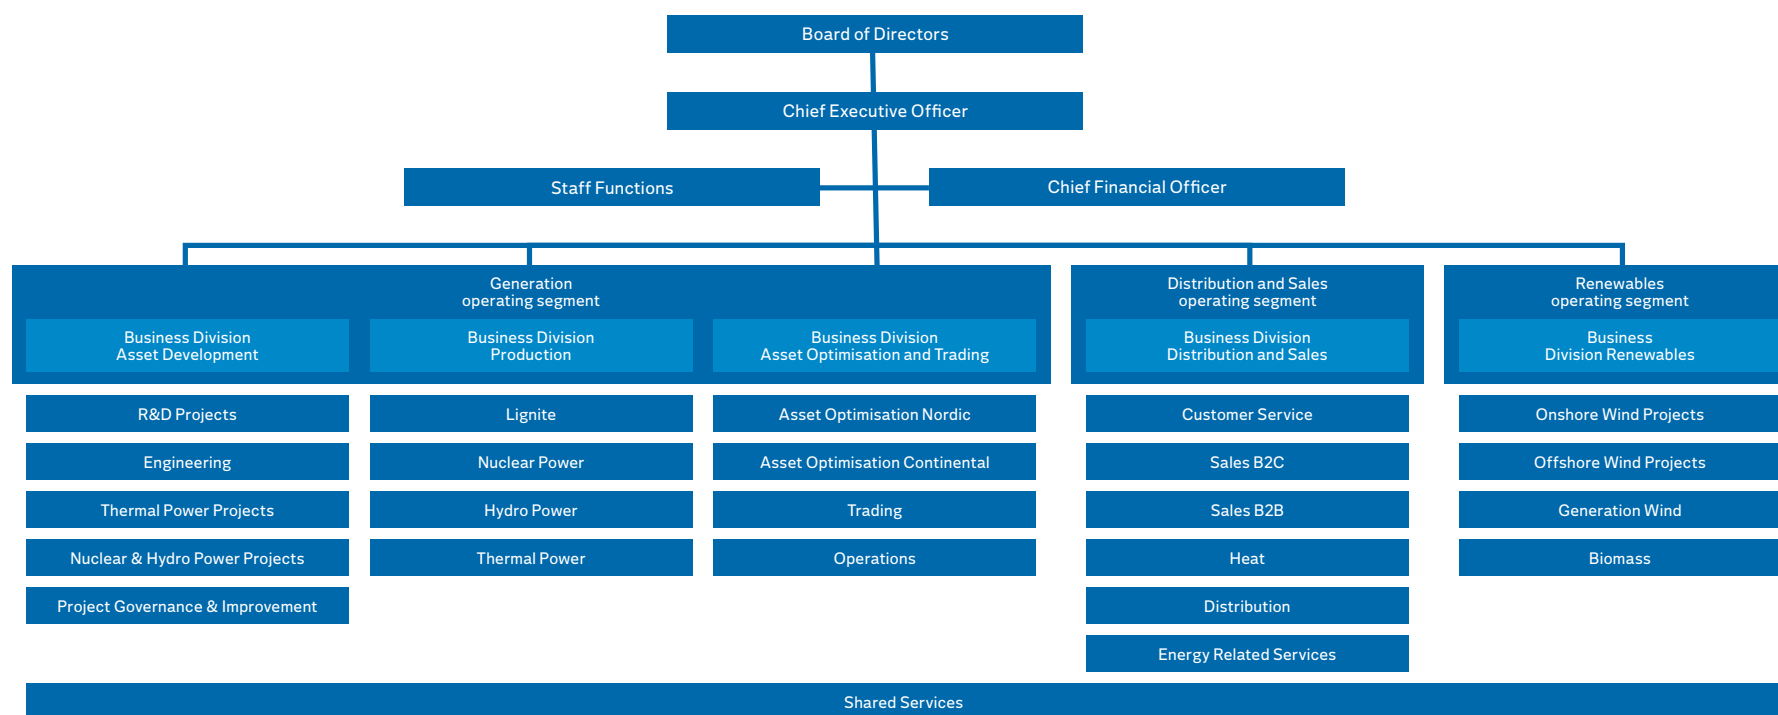 Board of Directors
Chief Executive Officer
Staff Functions
Chief Financial Officer
Generation
operating segment
Business Division
Asset Development
Business Division
Production
Business Division
Asset Optimisation and Trading
Distribution and Sales
operating segment
Business Division
Distribution and Sales
Renewables
operating segment
Business
Division Renewables
R&D Projects
Engineering
Thermal Power Projects
Nuclear & Hydro Power Projects
Project Governance & Improvement
Lignite
Nuclear Power
Hydro Power
Thermal Power
Asset Optimisation Nordic
Asset Optimisation Continental
Trading
Operations
Customer Service
Sales B2C
Sales B2B
Heat
Distribution
Energy Related Services
Onshore Wind Projects
Offshore Wind Projects
Generation Wind
Biomass
Shared Services